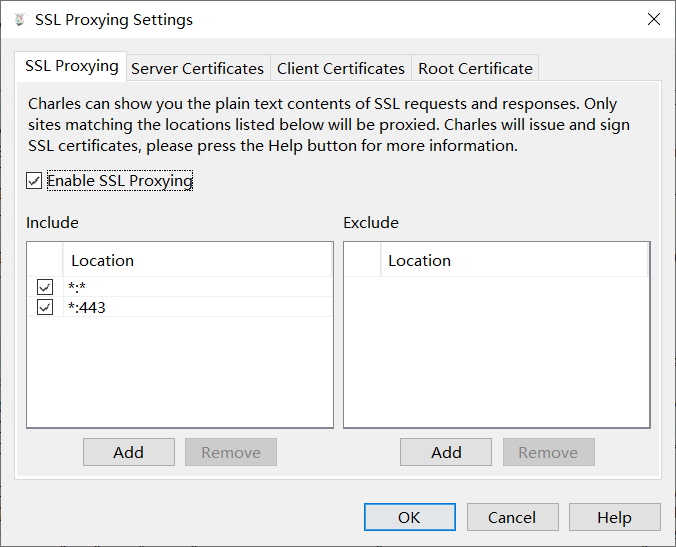 SSL Proxying Settings
SSL Proxying Server Certificates Client Certificates Root Certificate
Charles can show you the plain text contents of SSL requests and responses. Only
sites matching the locations listed below will be proxied. Charles will issue and sign
SSL certificates, please press the Help button for more information.
Enable SSL Proxying
Include Exclude
Location Location
*:*
*:443
Add Remove Add Remove
OK Cancel Help